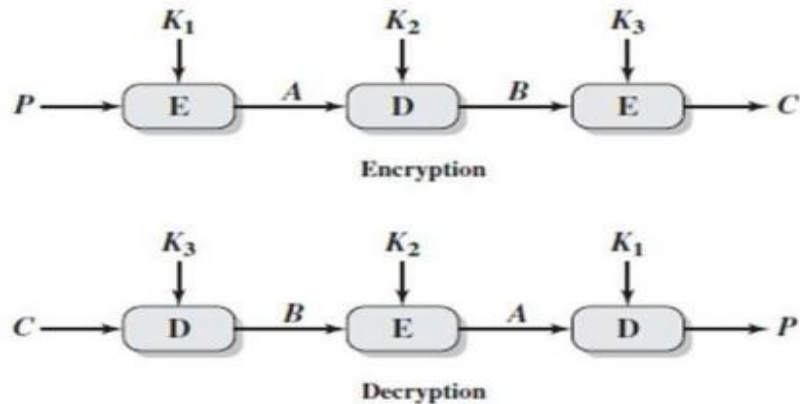 K₁ K₂ K₃
P E A D B E C
Encryption
K₃ K₂ K₁
C D B E A D P
Decryption